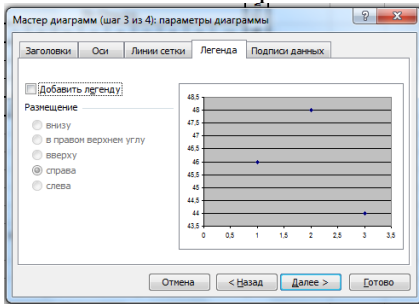 Мастер диаграмм (шаг 3 из 4): параметры диаграммы
Заголовки Оси Линии сетки Легенда Подписи данных
Добавить легенду
Размещение
внизу
в правом верхнем углу
вверху
справа
слева
48,5
48
47,5
47
46,5
46
45,5
45
44,5
44
43,5
0 0,5 1 1,5 2 2,5 3 3,5
Отмена < Назад Далее > Готово